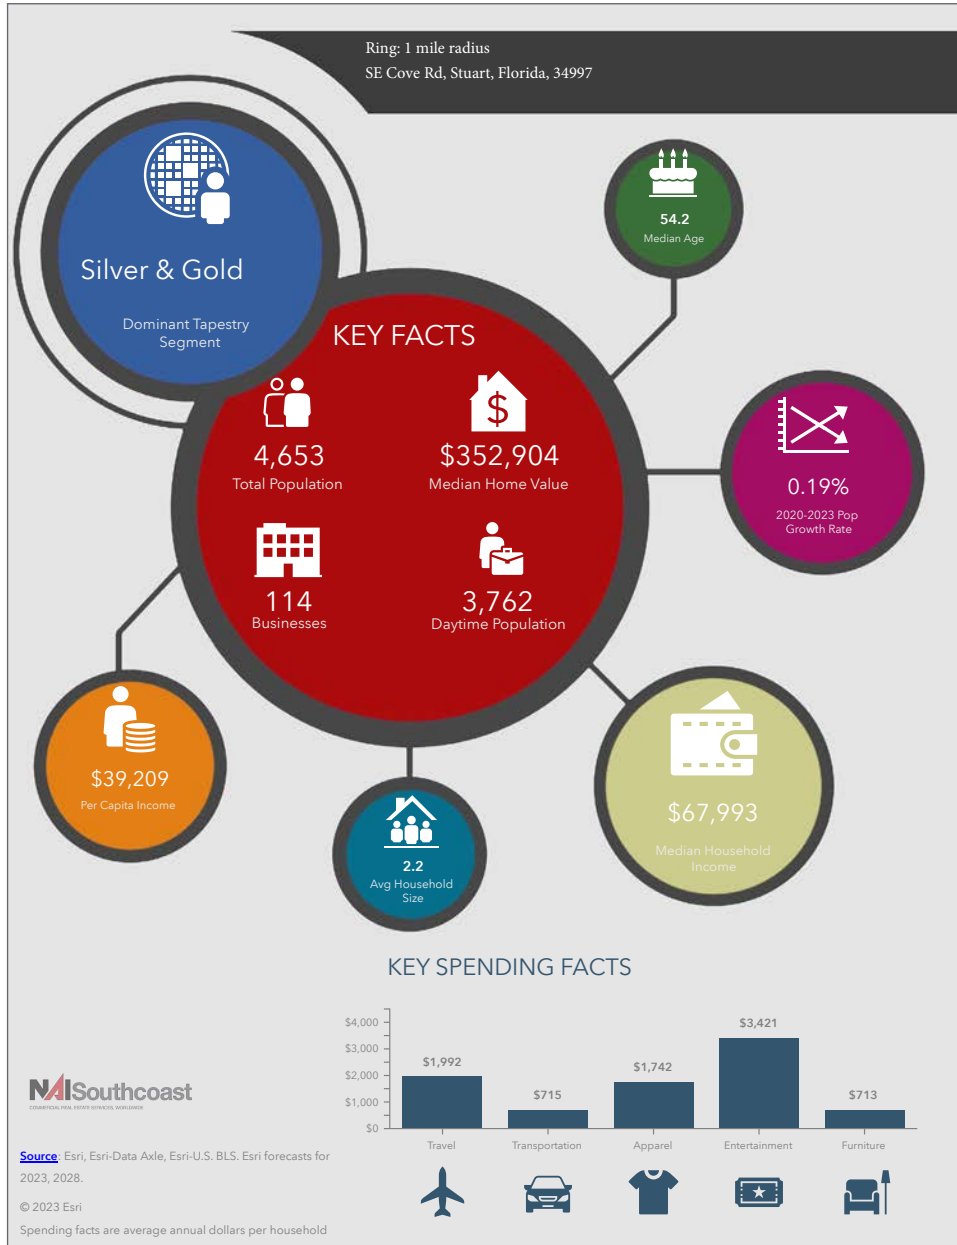 Ring: 1 mile radius
SE Cove Rd, Stuart, Florida, 34997
Silver & Gold
Dominant Tapestry
Segment
54.2
Median Age
KEY FACTS
4,653
Total Population
$352,904
Median Home Value
114
Businesses
3,762
Daytime Population
0.19%
2020-2023 Pop
Growth Rate
$39,209
Per Capita Income
2.2
Avg Household
Size
$67,993
Median Household
Income
KEY SPENDING FACTS
$4,000
$3,000
$2,000
$1,000
$0
$1,992
$715
$1,742
$3,421
$713
Travel
Transportation
Apparel
Entertainment
Furniture
NAISouthcoast
COMMERCIAL REAL ESTATE SERVICES, WORLDWIDE
Source: Esri, Esri-Data Axle, Esri-U.S. BLS. Esri forecasts for
2023, 2028.
© 2023 Esri
Spending facts are average annual dollars per household